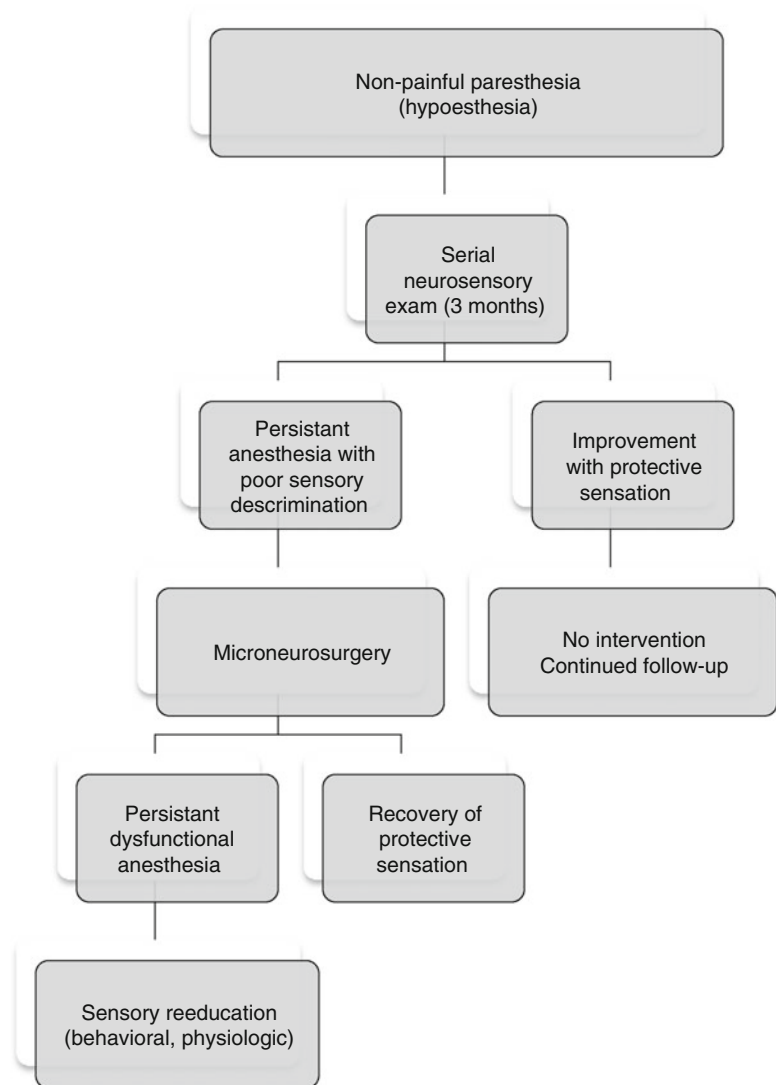 Non-painful paresthesia
(hypoesthesia)
Serial
neurosensory
exam (3 months)
Persistant
anesthesia with
poor sensory
descrimination
Improvement
with protective
sensation
Microneurosurgery
No intervention
Continued follow-up
Persistant
dysfunctional
anesthesia
Recovery of
protective
sensation
Sensory reeducation
(behavioral, physiologic)